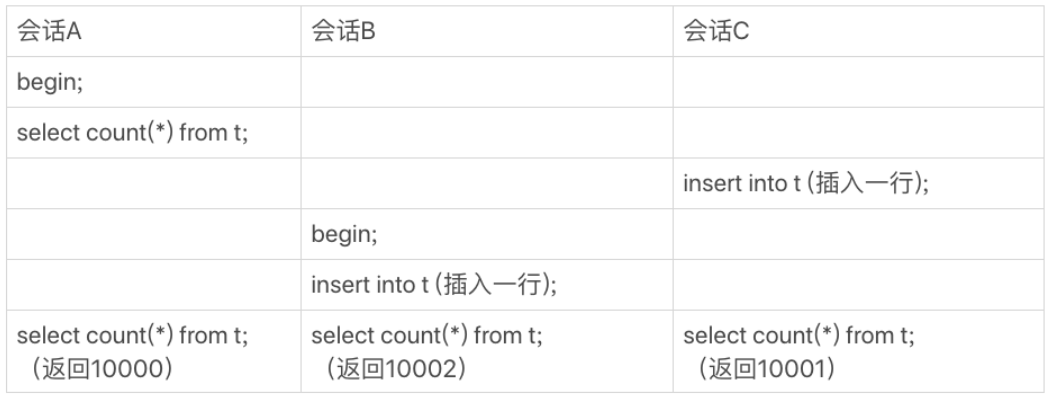 会话A 会话B 会话C
begin;
select count(*) from t;
insert into t (插入一行);
begin;
insert into t (插入一行);
select count(*) from t; select count(*) from t; select count(*) from t;
（返回10000） （返回10002） （返回10001）